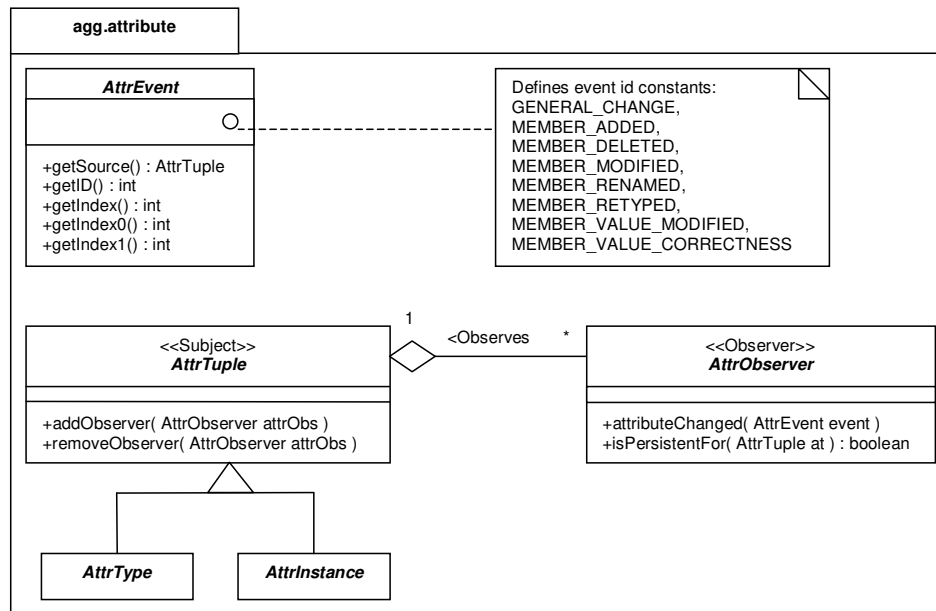 agg.attribute
AttrEvent
+getSource() : AttrTuple
+getID() : int
+getIndex() : int
+getIndex0() : int
+getIndex1() : int
Defines event id constants:
GENERAL_CHANGE,
MEMBER_ADDED,
MEMBER_DELETED,
MEMBER_MODIFIED,
MEMBER_RENAMED,
MEMBER_RETYPED,
MEMBER_VALUE_MODIFIED,
MEMBER_VALUE_CORRECTNESS
<<Subject>>
AttrTuple
+addObserver( AttrObserver attrObs )
+removeObserver( AttrObserver attrObs )
1
<Observes *
<<Observer>>
AttrObserver
+attributeChanged( AttrEvent event )
+isPersistentFor( AttrTuple at ) : boolean
AttrType
AttrInstance